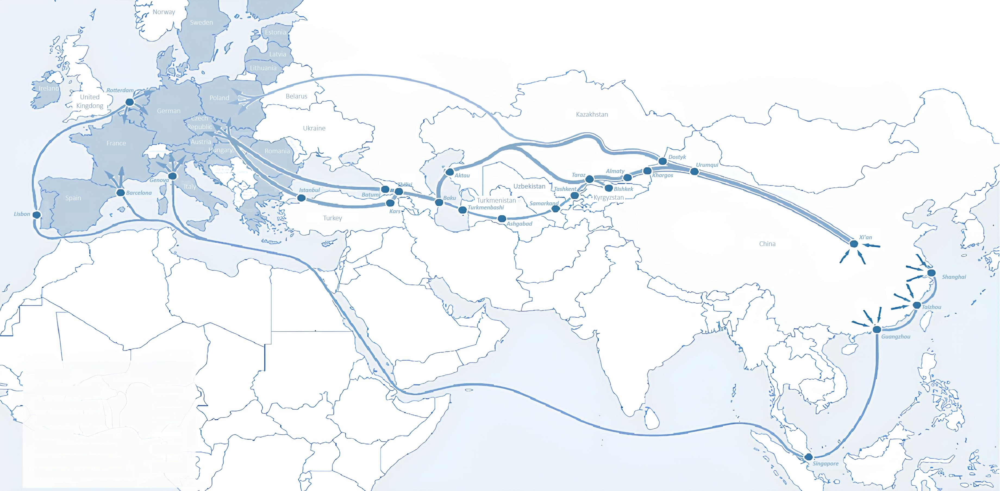 Norway
Sweden
Estonia
Latvia
Lithuania
Ireland
United
Kingdong
Rotterdam
Poland
Belarus
German
Czech
Republic
Ukraine
Kazakhstan
France
Austria
Hungary
Romania
Dostyk
Urumqui
Genova
Aktau
Taraz
Almaty
Khargos
Barcelona
Italy
Spain
Istanbul
Batumi
Tbilisi
Baku
Uzbekistan
Tashkent
Bishkek
Turkmenistan
Kyrgyzstan
Samarkand
Turkmenbashi
Kars
Lisbon
Turkey
Ashgabad
China
Xi'an
Shanghai
Taizhou
Guangzhou
Singapore